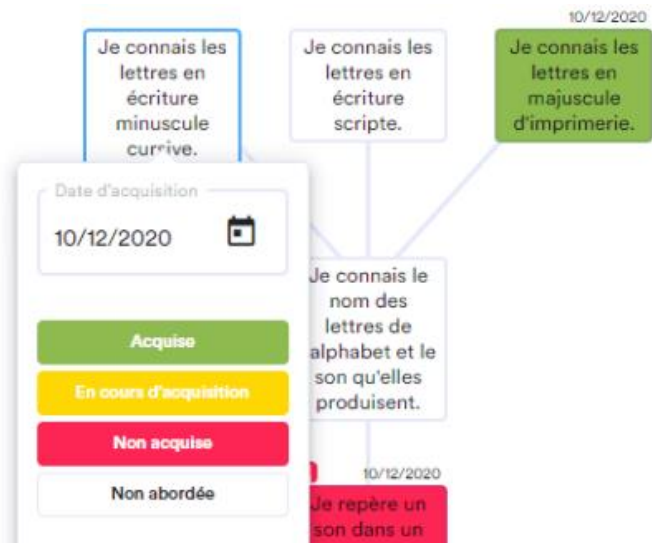 10/12/2020
Je connais les
lettres en
écriture
minuscule
cursive.
Je connais les
lettres en
écriture
scripte.
Je connais les
lettres en
majuscule
d'imprimerie.
Date d'acquisition
10/12/2020
Acquise
En cours d'acquisition
Non acquise
Non abordée
Je connais le
nom des
lettres de
alphabet et le
son qu'elles
produisent.
10/12/2020
Je repère un
son dans un